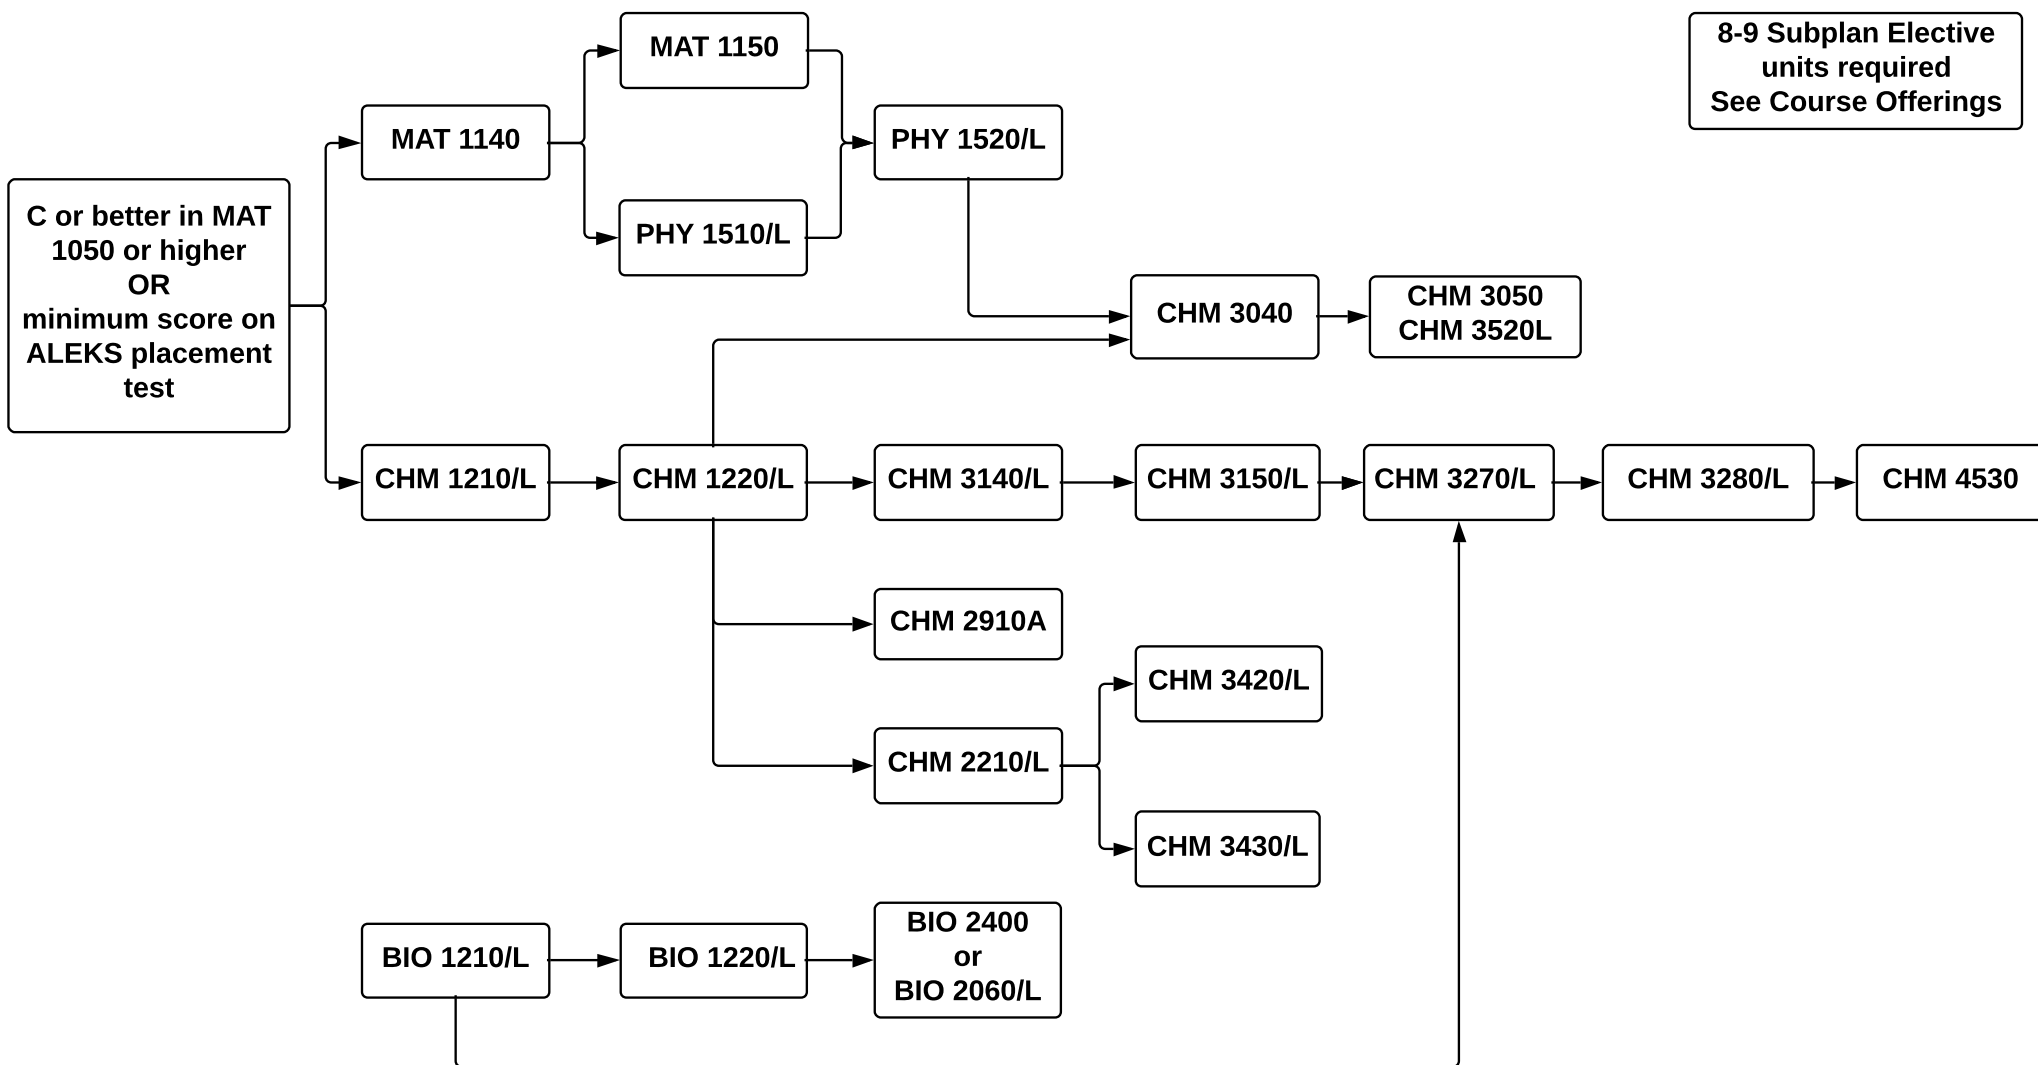 MAT 1150
8-9 Subplan Elective
units required
See Course Offerings
MAT 1140
PHY 1520/L
C or better in MAT
1050 or higher
OR
minimum score on
ALEKS placement
test
PHY 1510/L
CHM 3040
CHM 3050
CHM 3520L
CHM 1210/L
CHM 1220/L
CHM 3140/L
CHM 3150/L
CHM 3270/L
CHM 3280/L
CHM 4530
CHM 2910A
CHM 3420/L
CHM 2210/L
CHM 3430/L
BIO 1210/L
BIO 1220/L
BIO 2400
or
BIO 2060/L